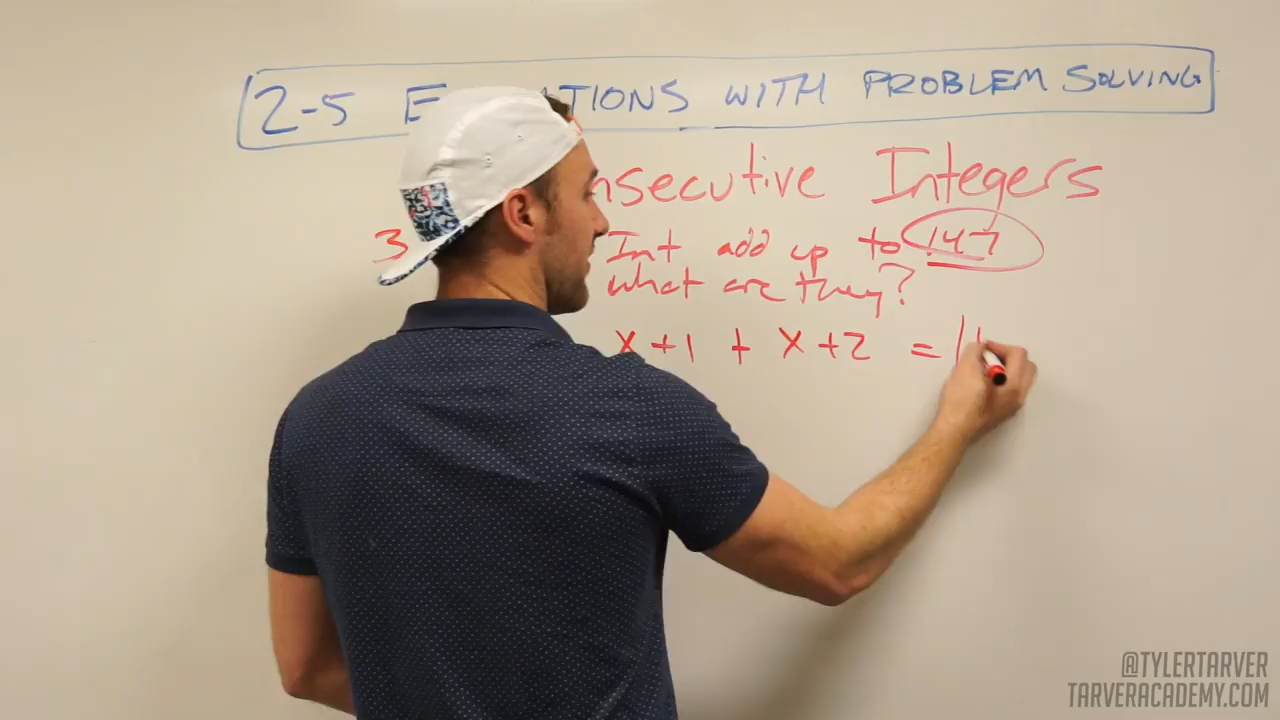 2-5 E ATIONS WITH PROBLEM SOLVING
nsecutive Integers
3 Int add up to 147
what are they?
x +1 + x +2 = 1
@TYLERTARVER
TARVERACADEMY.COM